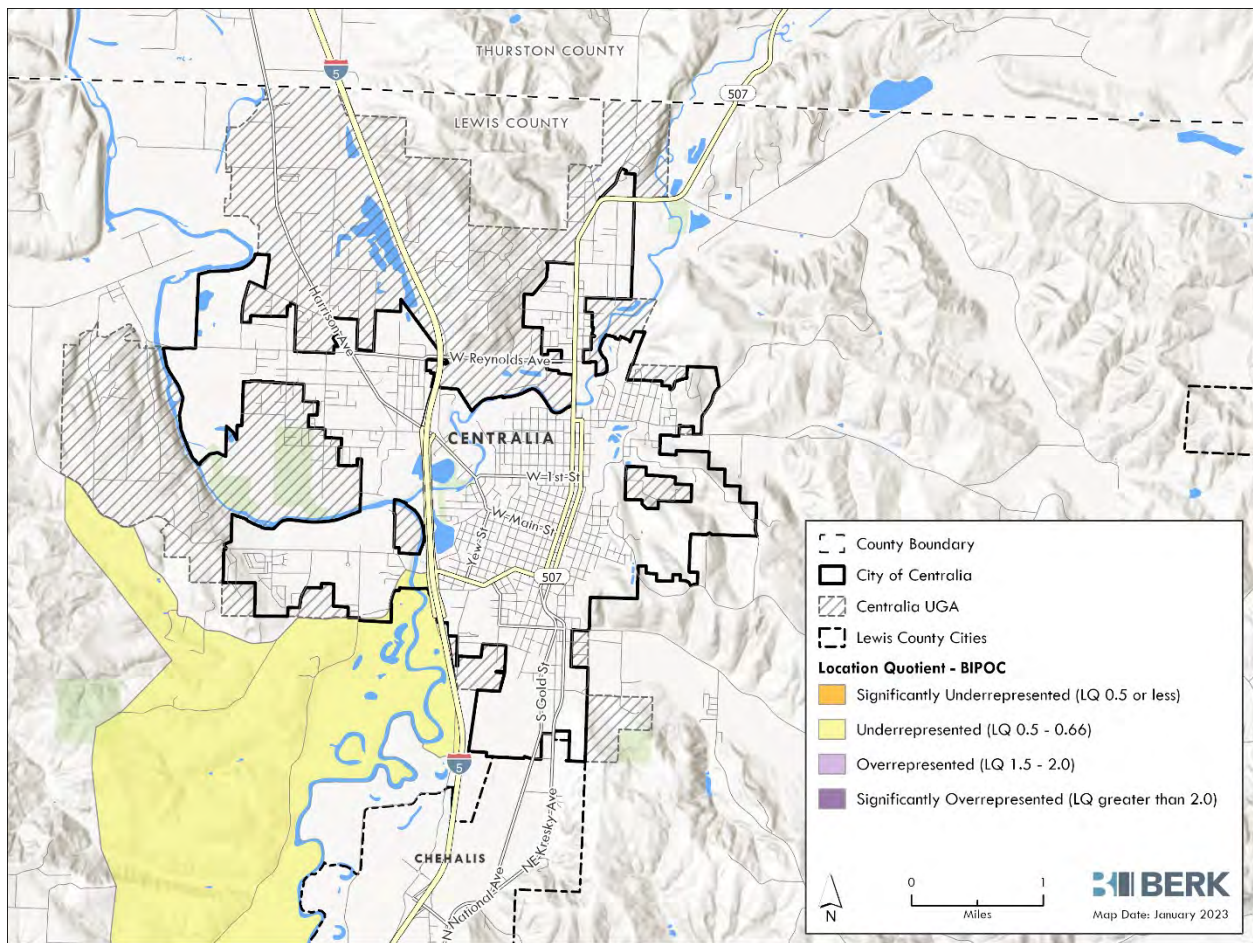 THURSTON COUNTY
5
507
LEWIS COUNTY
Harrison Ave
W Reynolds Ave
CENTRALIA
W 1st St
W Main St
Yew St
507
S Gold St
5
CHEHALIS
NE Kresky Ave
N National Ave
County Boundary
City of Centralia
Centralia UGA
Lewis County Cities
Location Quotient - BIPOC
Significantly Underrepresented (LQ 0.5 or less)
Underrepresented (LQ 0.5 - 0.66)
Overrepresented (LQ 1.5 - 2.0)
Significantly Overrepresented (LQ greater than 2.0)
N
0 1
Miles
BERK
Map Date: January 2023